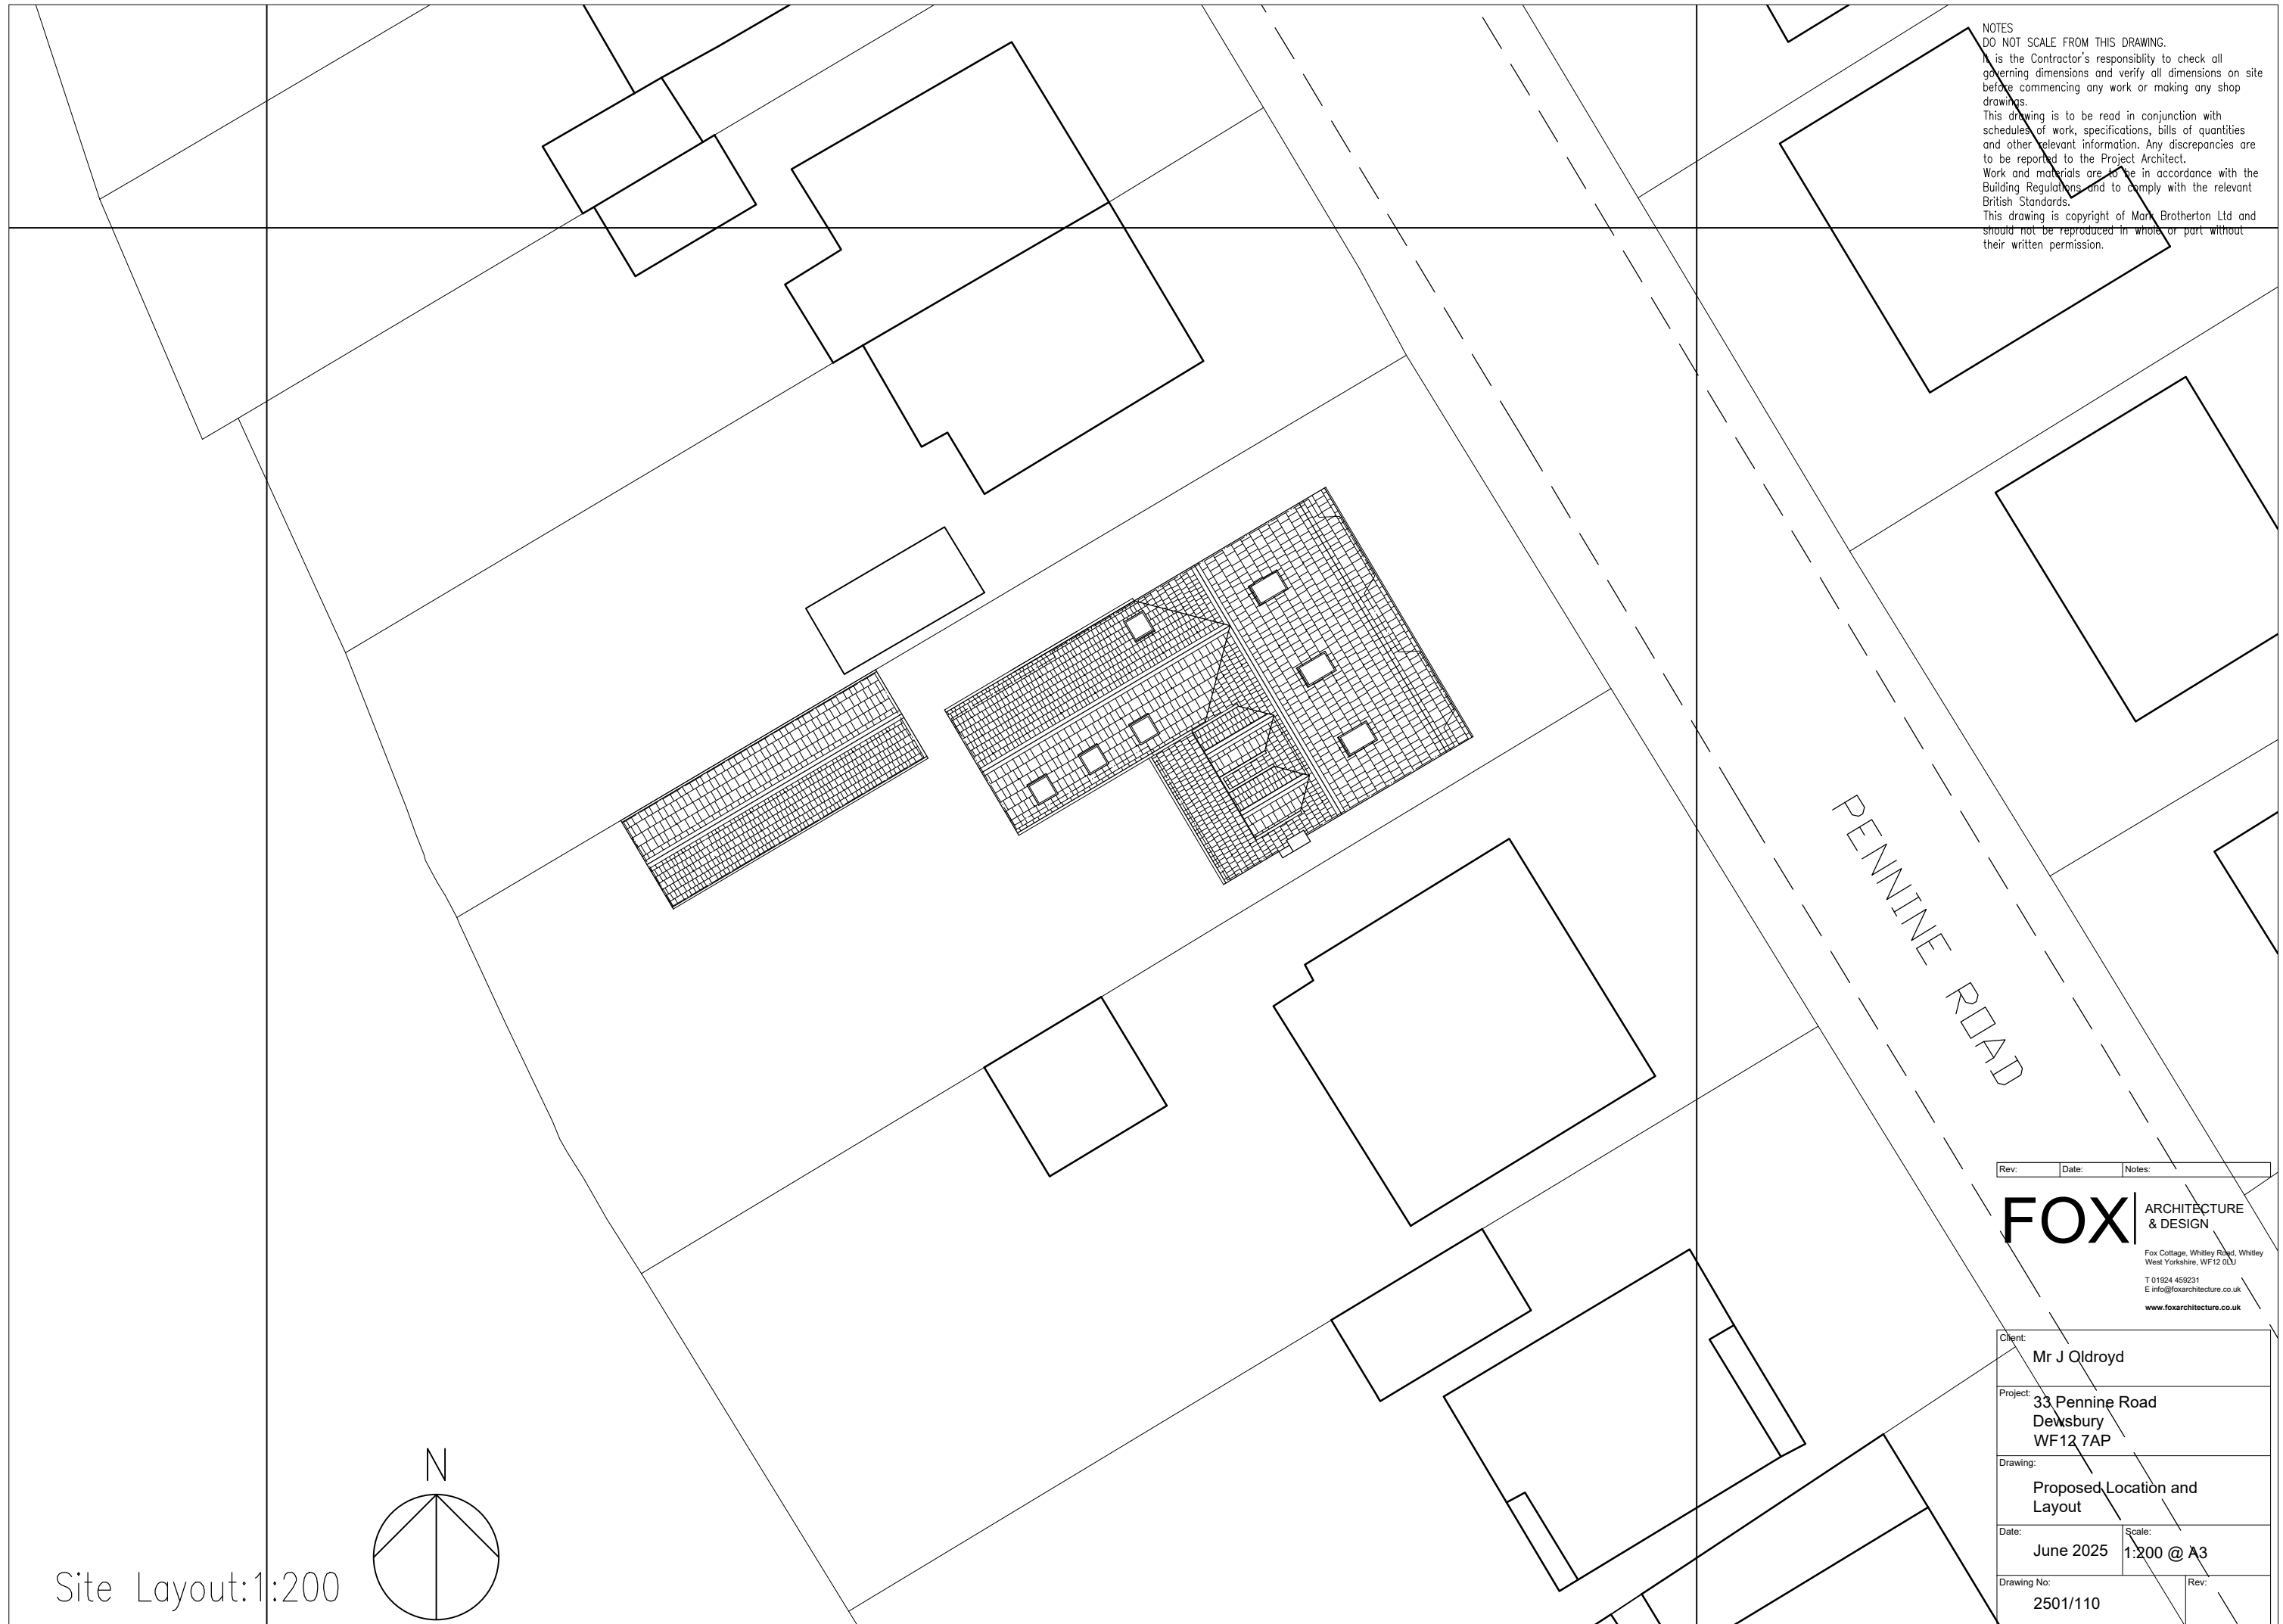 NOTES
DO NOT SCALE FROM THIS DRAWING.
It is the Contractor's responsiblity to check all
governing dimensions and verify all dimensions on site
before commencing any work or making any shop
drawings.
This drawing is to be read in conjunction with
schedules of work, specifications, bills of quantities
and other relevant information. Any discrepancies are
to be reported to the Project Architect.
Work and materials are to be in accordance with the
Building Regulations and to comply with the relevant
British Standards.
This drawing is copyright of Mark Brotherton Ltd and
should not be reproduced in whole or part without
their written permission.
PENNINE ROAD
Rev: Date: Notes:
FOX
ARCHITECTURE
& DESIGN
Fox Cottage, Whitley Road, Whitley
West Yorkshire, WF12 0LU
T 01924 459231
E info@foxarchitecture.co.uk
www.foxarchitecture.co.uk
Client:
Mr J Oldroyd
Project:
33 Pennine Road
Dewsbury
WF12 7AP
Drawing:
Proposed Location and
Layout
Date: Scale:
June 2025 1:200 @ A3
Drawing No: Rev:
2501/110
N
Site Layout:1:200